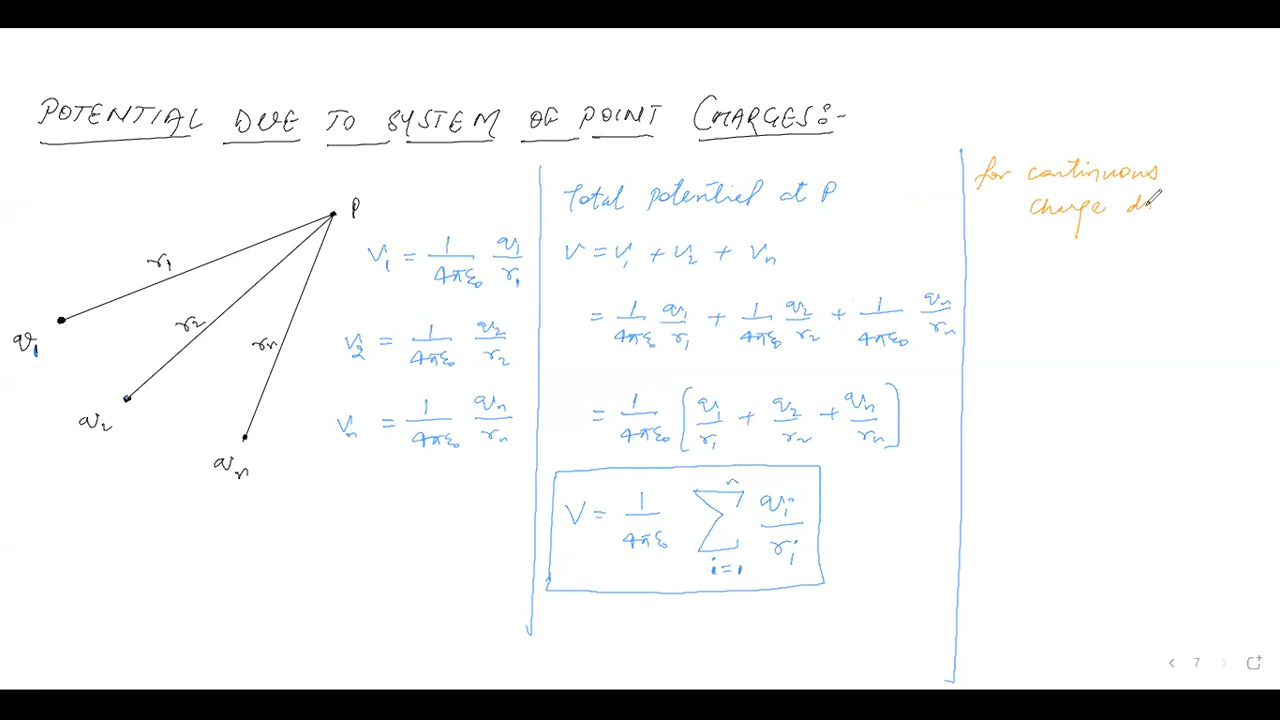 POTENTIAL DUE TO SYSTEM OF POINT CHARGES:-
P
r1
r2
rn
q1
q2
qn
V1 = 1/4πε0 q1/r1
V2 = 1/4πε0 q2/r2
Vn = 1/4πε0 qn/rn
Total potential at P
V = V1 + V2 + Vn
= 1/4πε0 q1/r1 + 1/4πε0 q2/r2 + 1/4πε0 qn/rn
= 1/4πε0 [q1/r1 + q2/r2 + qn/rn]
V = 1/4πε0 n∑i=1 qi/ri
for continuous
charge di
7